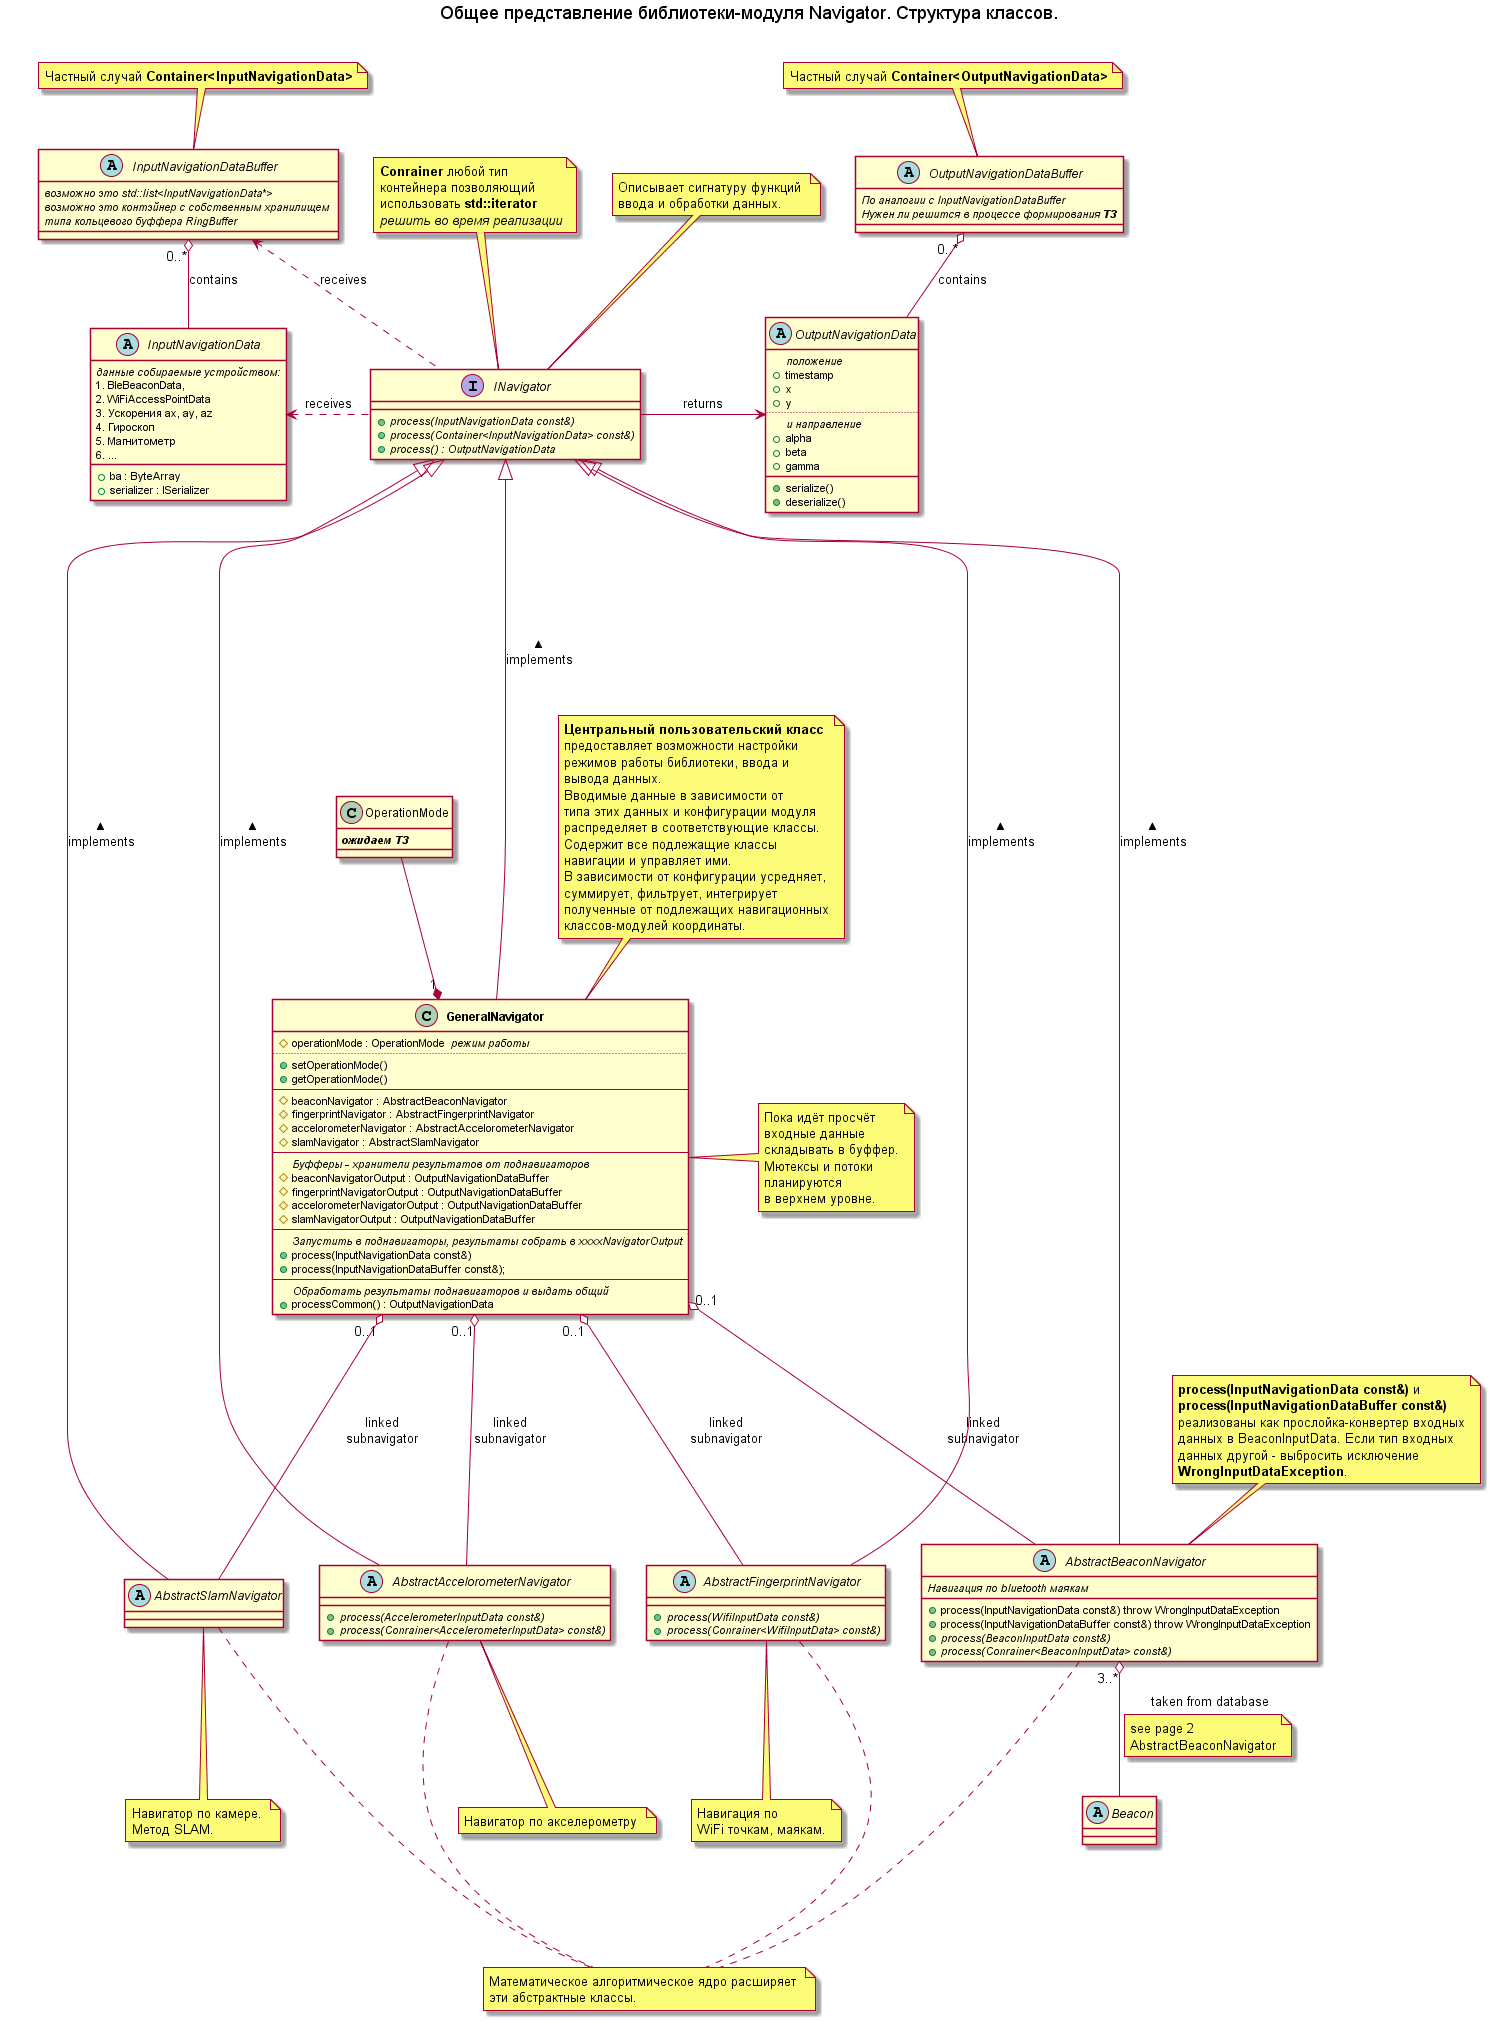 Общее представление библиотеки-модуля Navigator. Структура классов.
Частный случай Container<InputNavigationData>
Частный случай Container<OutputNavigationData>
InputNavigationDataBuffer
возможно это std::list<InputNavigationData*>
возможно это контэйнер с собственным хранилищем
типа кольцевого буффера RingBuffer
Conrainer любой тип
контейнера позволяющий
использовать std::iterator
решить во время реализации
Описывает сигнатуру функций
ввода и обработки данных.
OutputNavigationDataBuffer
По аналогии с InputNavigationDataBuffer
Нужен ли решится в процессе формирования ТЗ
0..*
contains
receives
0..*
contains
InputNavigationData
данные собираемые устройством:
1. BleBeaconData,
2. WiFiAccessPointData
3. Ускорения ax, ay, az
4. Гироскоп
5. Магнитометр
6. ...
ba : ByteArray
serializer : ISerializer
receives
INavigator
process(InputNavigationData const&)
process(Container<InputNavigationData> const&)
process() : OutputNavigationData
returns
OutputNavigationData
положение
timestamp
x
y
и направление
alpha
beta
gamma
serialize()
deserialize()
implements
Центральный пользовательский класс
предоставляет возможности настройки
режимов работы библиотеки, ввода и
вывода данных.
Вводимые данные в зависимости от
типа этих данных и конфигурации модуля
распределяет в соответствующие классы.
Содержит все подлежащие классы
навигации и управляет ими.
В зависимости от конфигурации усредняет,
суммирует, фильтрует, интегрирует
полученные от подлежащих навигационных
классов-модулей координаты.
OperationMode
ожидаем ТЗ
implements
implements
implements
implements
1
GeneralNavigator
operationMode : OperationMode режим работы
setOperationMode()
getOperationMode()
beaconNavigator : AbstractBeaconNavigator
fingerprintNavigator : AbstractFingerprintNavigator
accelorometerNavigator : AbstractAccelorometerNavigator
slamNavigator : AbstractSlamNavigator
Буфферы - хранители результатов от поднавигаторов
beaconNavigatorOutput : OutputNavigationDataBuffer
fingerprintNavigatorOutput : OutputNavigationDataBuffer
accelorometerNavigatorOutput : OutputNavigationDataBuffer
slamNavigatorOutput : OutputNavigationDataBuffer
Запустить в поднавигаторы, результаты собрать в xxxxNavigatorOutput
process(InputNavigationData const&)
process(InputNavigationDataBuffer const&);
Обработать результаты поднавигаторов и выдать общий
processCommon() : OutputNavigationData
Пока идёт просчёт
входные данные
складывать в буффер.
Мютексы и потоки
планируются
в верхнем уровне.
0..1
0..1
0..1
0..1
linked
subnavigator
linked
subnavigator
linked
subnavigator
linked
subnavigator
process(InputNavigationData const&) и
process(InputNavigationDataBuffer const&)
реализованы как прослойка-конвертер входных
данных в BeaconInputData. Если тип входных
данных другой - выбросить исключение
WrongInputDataException.
AbstractSlamNavigator
AbstractAccelorometerNavigator
process(AccelerometerInputData const&)
process(Conrainer<AccelerometerInputData> const&)
AbstractFingerprintNavigator
process(WifiInputData const&)
process(Conrainer<WifiInputData> const&)
AbstractBeaconNavigator
Навигация по bluetooth маякам
process(InputNavigationData const&) throw WrongInputDataException
process(InputNavigationDataBuffer const&) throw WrongInputDataException
process(BeaconInputData const&)
process(Conrainer<BeaconInputData> const&)
3..*
taken from database
see page 2
AbstractBeaconNavigator
Навигатор по камере.
Метод SLAM.
Навигатор по акселерометру
Навигация по
WiFi точкам, маякам.
Beacon
Математическое алгоритмическое ядро расширяет
эти абстрактные классы.